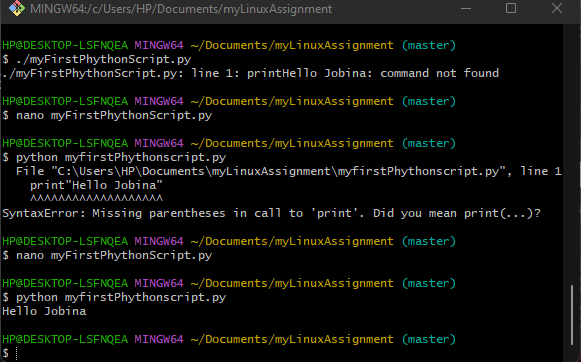 MINGW64:/c/Users/HP/Documents/myLinuxAssignment
HP@DESKTOP-LSFNQEA MINGW64 ~/Documents/myLinuxAssignment (master)
$ ./myFirstPhythonScript.py
./myFirstPhythonScript.py: line 1: printHello Jobina: command not found
HP@DESKTOP-LSFNQEA MINGW64 ~/Documents/myLinuxAssignment (master)
$ nano myFirstPhythonScript.py
HP@DESKTOP-LSFNQEA MINGW64 ~/Documents/myLinuxAssignment (master)
$ python myfirstPhythonscript.py
File "C:\Users\HP\Documents\myLinuxAssignment\myfirstPhythonscript.py", line 1
print"Hello Jobina"
^^^^^^^^^^^^^^^^^^^
SyntaxError: Missing parentheses in call to 'print'. Did you mean print(...)?
HP@DESKTOP-LSFNQEA MINGW64 ~/Documents/myLinuxAssignment (master)
$ nano myFirstPhythonScript.py
HP@DESKTOP-LSFNQEA MINGW64 ~/Documents/myLinuxAssignment (master)
$ python myfirstPhythonscript.py
Hello Jobina
HP@DESKTOP-LSFNQEA MINGW64 ~/Documents/myLinuxAssignment (master)
$